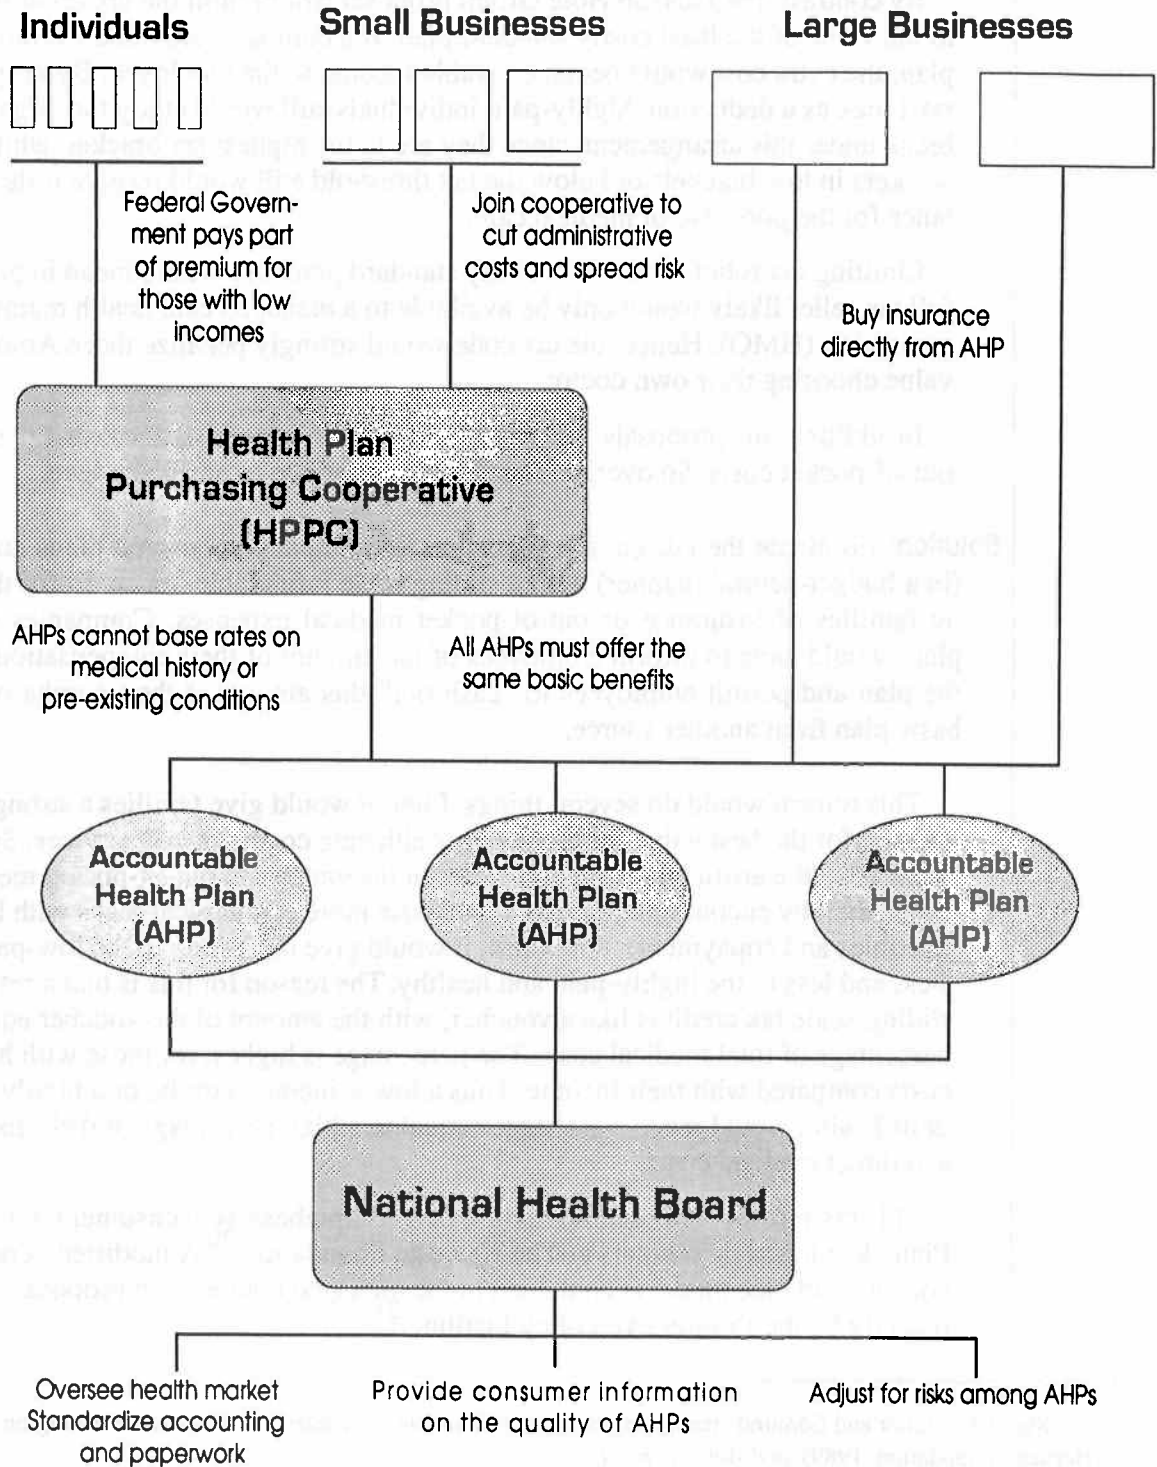 Individuals
Small Businesses
Large Businesses
Federal Govern-
ment pays part
of premium for
those with low
incomes
Join cooperative to
cut administrative
costs and spread risk
Buy insurance
directly from AHP
Health Plan
Purchasing Cooperative
(HPPC)
AHPs cannot base rates on
medical history or
pre-existing conditions
All AHPs must offer the
same basic benefits
Accountable
Health Plan
(AHP)
Accountable
Health Plan
(AHP)
Accountable
Health Plan
(AHP)
National Health Board
Oversee health market
Standardize accounting
and paperwork
Provide consumer information
on the quality of AHPs
Adjust for risks among AHPs